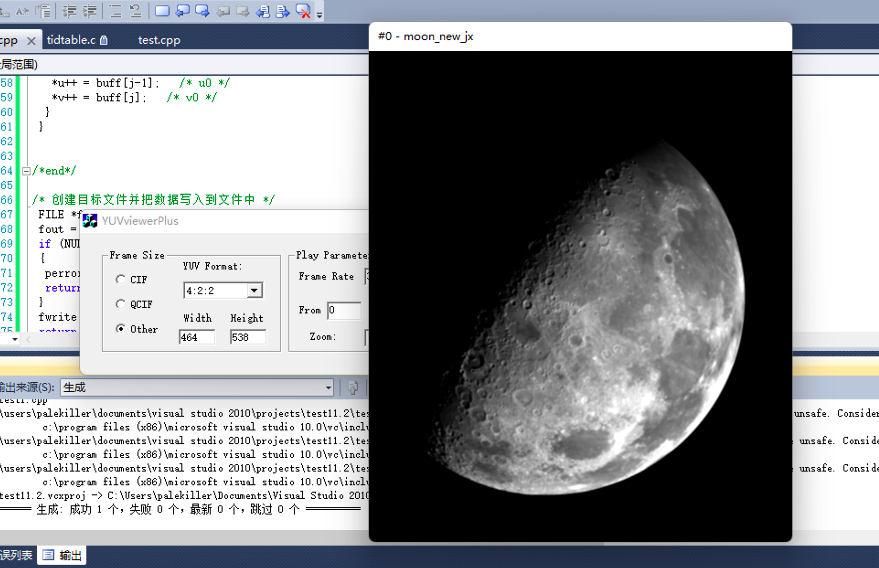 cpp tidtable.c test.cpp
#0 - moon_new_jx
局范围)
58 *u++ = buff[j-1]; /* u0 */
59 *v++ = buff[j]; /* v0 */
60 }
61 }
62
63
64 /*end*/
65
66 /* 创建目标文件并把数据写入到文件中 */
67 FILE *f
68 fout =
69 if (NUL
70 {
71 perror
72 return
73 }
74 fwrite
75 return
YUVviewerPlus
Frame Size
CIF
QCIF
Other
YUV Format:
4:2:2
Width Height
464 538
Play Parameter
Frame Rate 3
From 0
Zoom:
输出来源(S): 生成
test1.cpp
\users\palekiller\documents\visual studio 2010\projects\test11.2\tes unsafe. Consider
c:\program files (x86)\microsoft visual studio 10.0\vc\inclu
\users\palekiller\documents\visual studio 2010\projects\test11.2\tes unsafe. Conside
c:\program files (x86)\microsoft visual studio 10.0\vc\inclu
\users\palekiller\documents\visual studio 2010\projects\test11.2\tes unsafe. Conside
c:\program files (x86)\microsoft visual studio 10.0\vc\inclu
test11.2.vcxproj -> C:\Users\palekiller\Documents\Visual Studio 2010
生成: 成功 1 个，失败 0 个，最新 0 个，跳过 0 个 ==========
误列表 输出